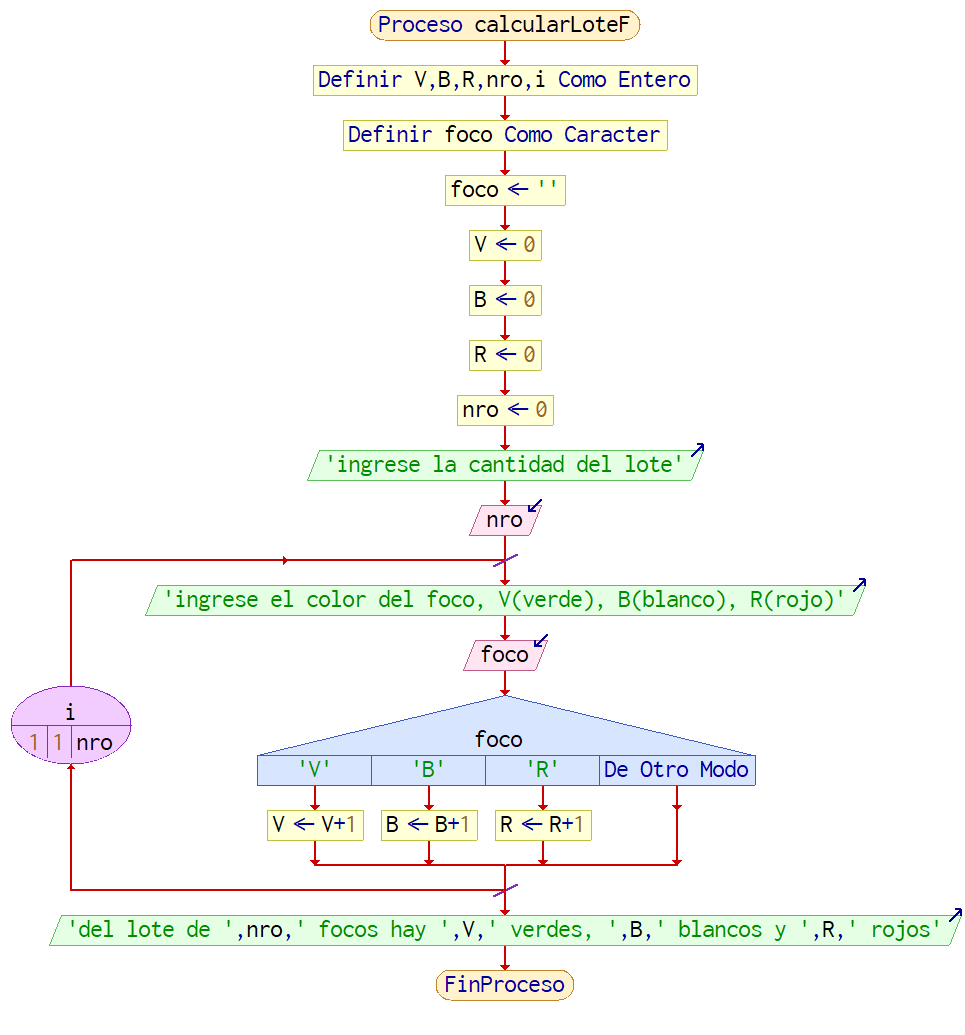 Proceso calcularLoteF
Definir V,B,R,nro,i Como Entero
Definir foco Como Caracter
foco ← ''
V ← 0
B ← 0
R ← 0
nro ← 0
'ingrese la cantidad del lote'
nro
'ingrese el color del foco, V(verde), B(blanco), R(rojo)'
foco
i
1 1 nro
foco
'V' 'B' 'R' De Otro Modo
V ← V+1 B ← B+1 R ← R+1
'del lote de ',nro,' focos hay ',V,' verdes, ',B,' blancos y ',R,' rojos'
FinProceso